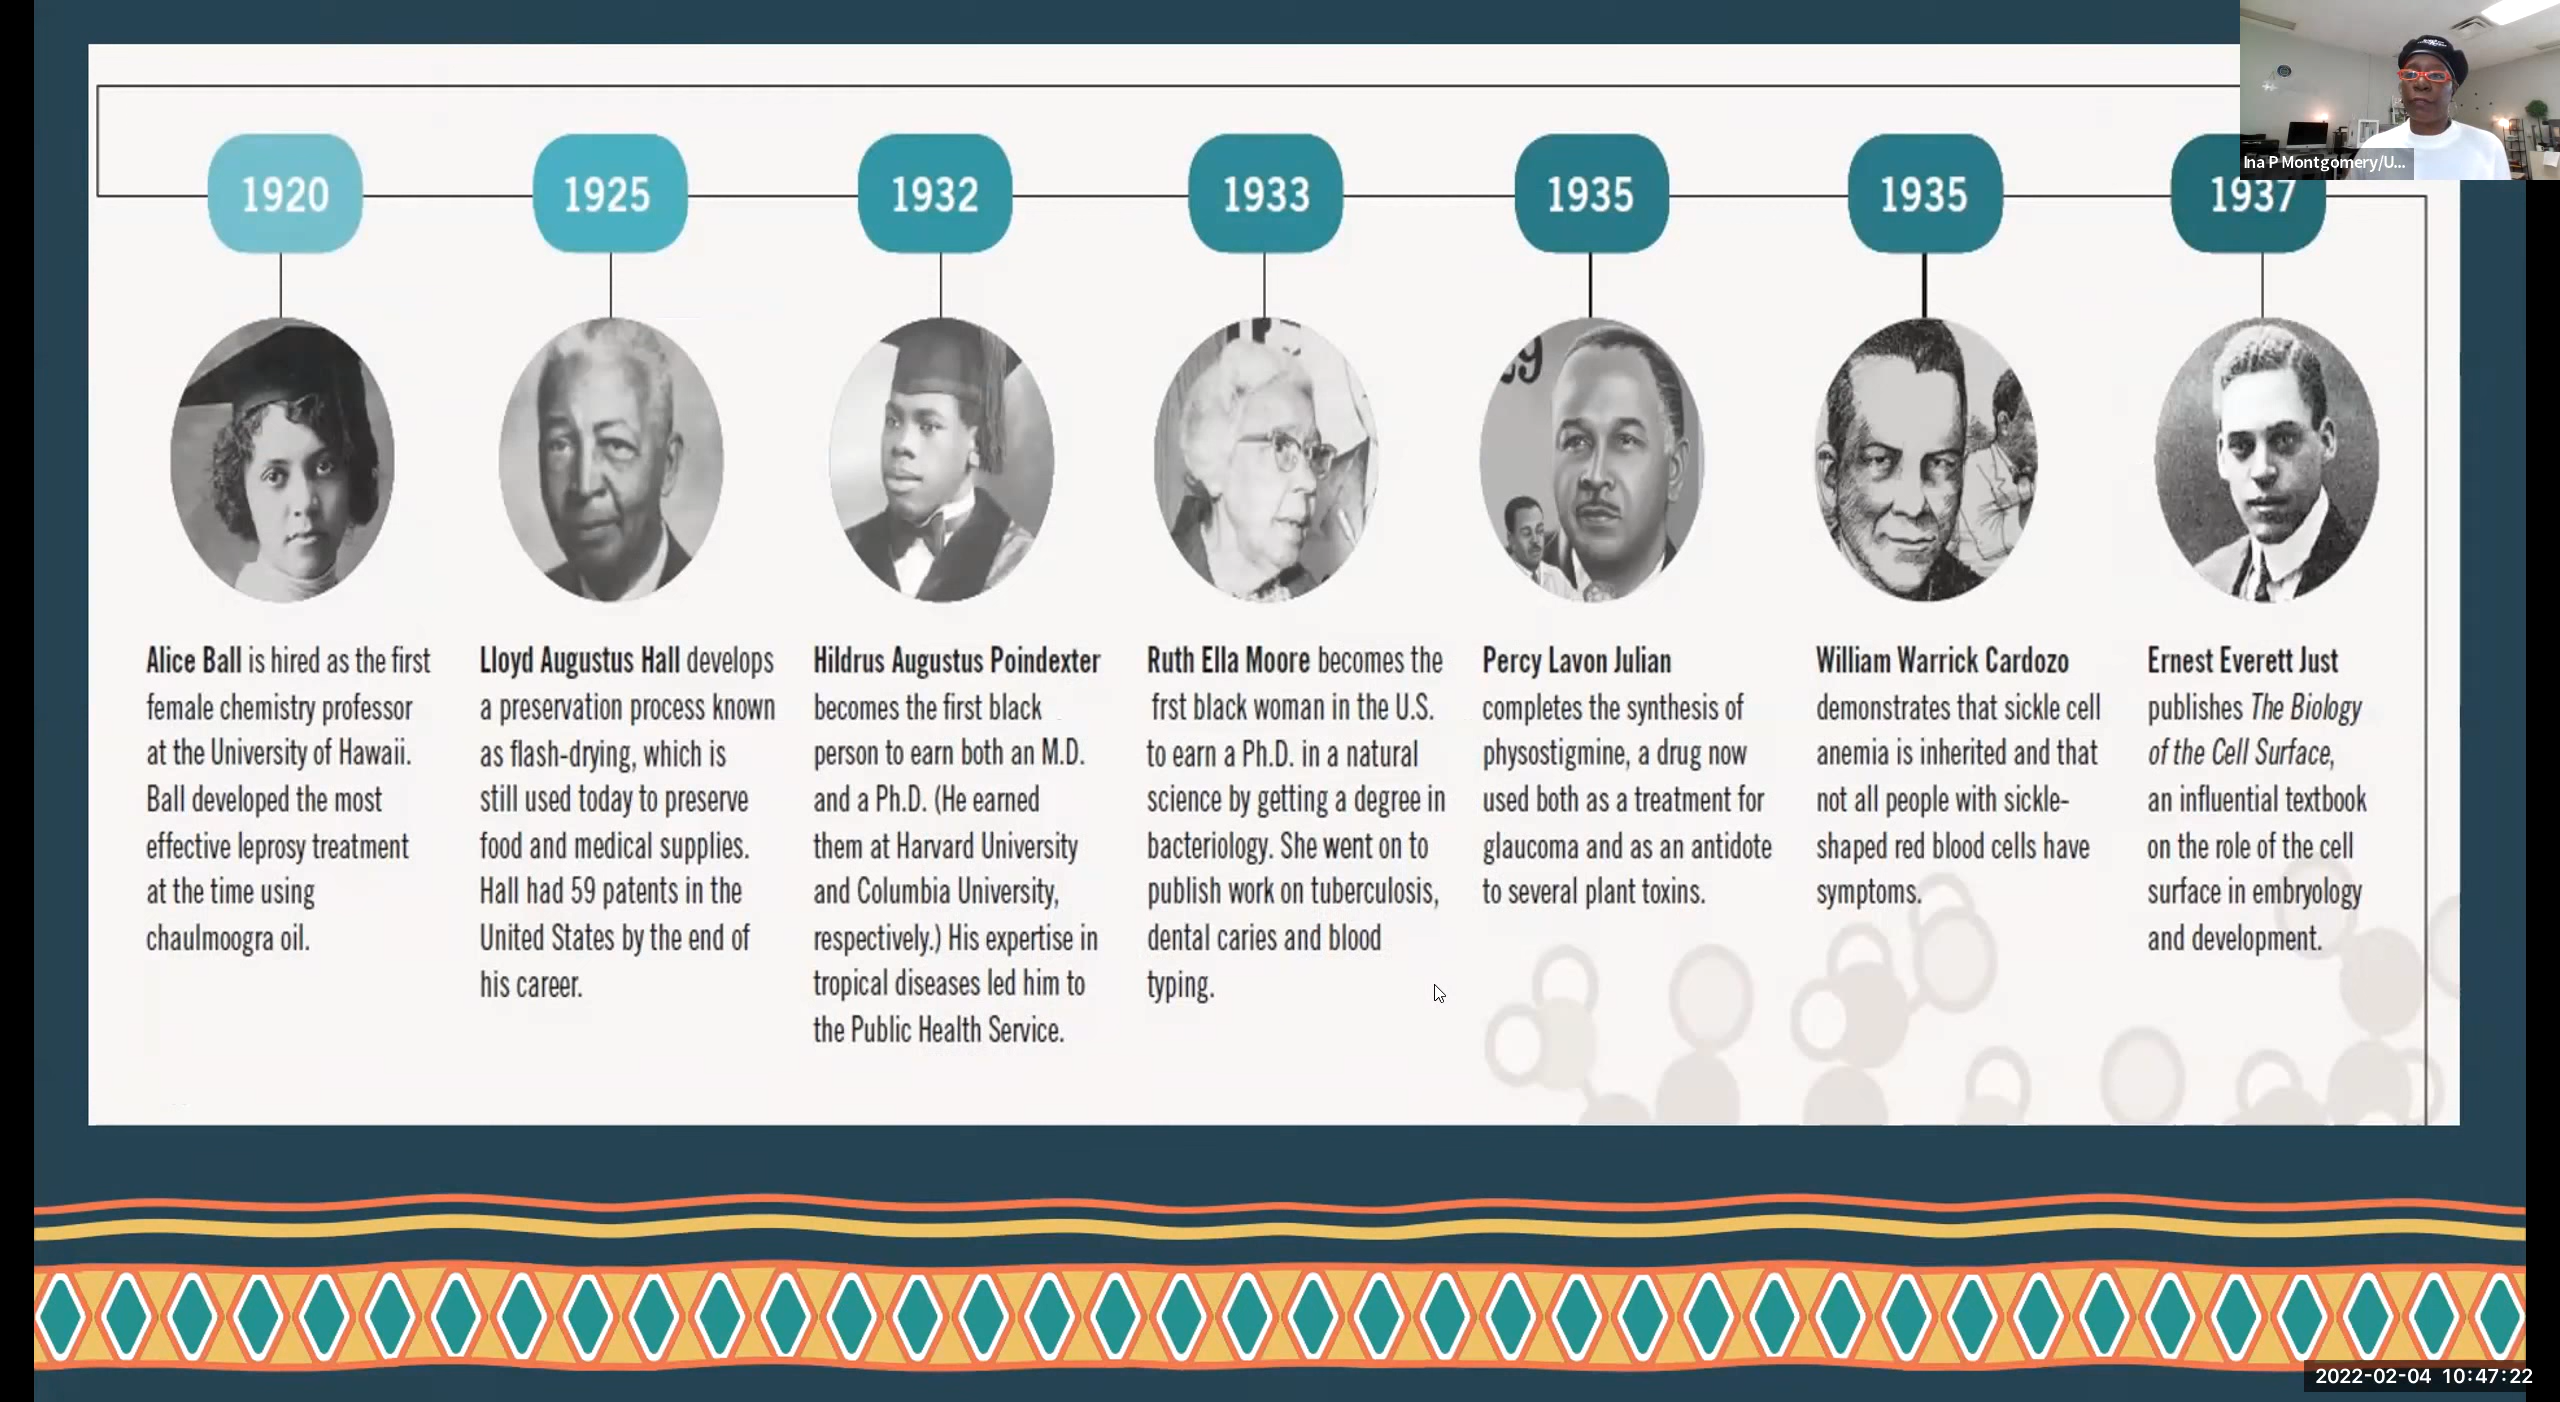 Ina P Montgomery/U...
1920
1925
1932
1933
1935
1935
1937
Alice Ball is hired as the first
female chemistry professor
at the University of Hawaii.
Ball developed the most
effective leprosy treatment
at the time using
chaulmoogra oil.
Lloyd Augustus Hall develops
a preservation process known
as flash-drying, which is
still used today to preserve
food and medical supplies.
Hall had 59 patents in the
United States by the end of
his career.
Hildrus Augustus Poindexter
becomes the first black
person to earn both an M.D.
and a Ph.D. (He earned
them at Harvard University
and Columbia University,
respectively.) His expertise in
tropical diseases led him to
the Public Health Service.
Ruth Ella Moore becomes the
frst black woman in the U.S.
to earn a Ph.D. in a natural
science by getting a degree in
bacteriology. She went on to
publish work on tuberculosis,
dental caries and blood
typing.
Percy Lavon Julian
completes the synthesis of
physostigmine, a drug now
used both as a treatment for
glaucoma and as an antidote
to several plant toxins.
William Warrick Cardozo
demonstrates that sickle cell
anemia is inherited and that
not all people with sickle-
shaped red blood cells have
symptoms.
Ernest Everett Just
publishes The Biology
of the Cell Surface,
an influential textbook
on the role of the cell
surface in embryology
and development.
2022-02-04 10:47:22